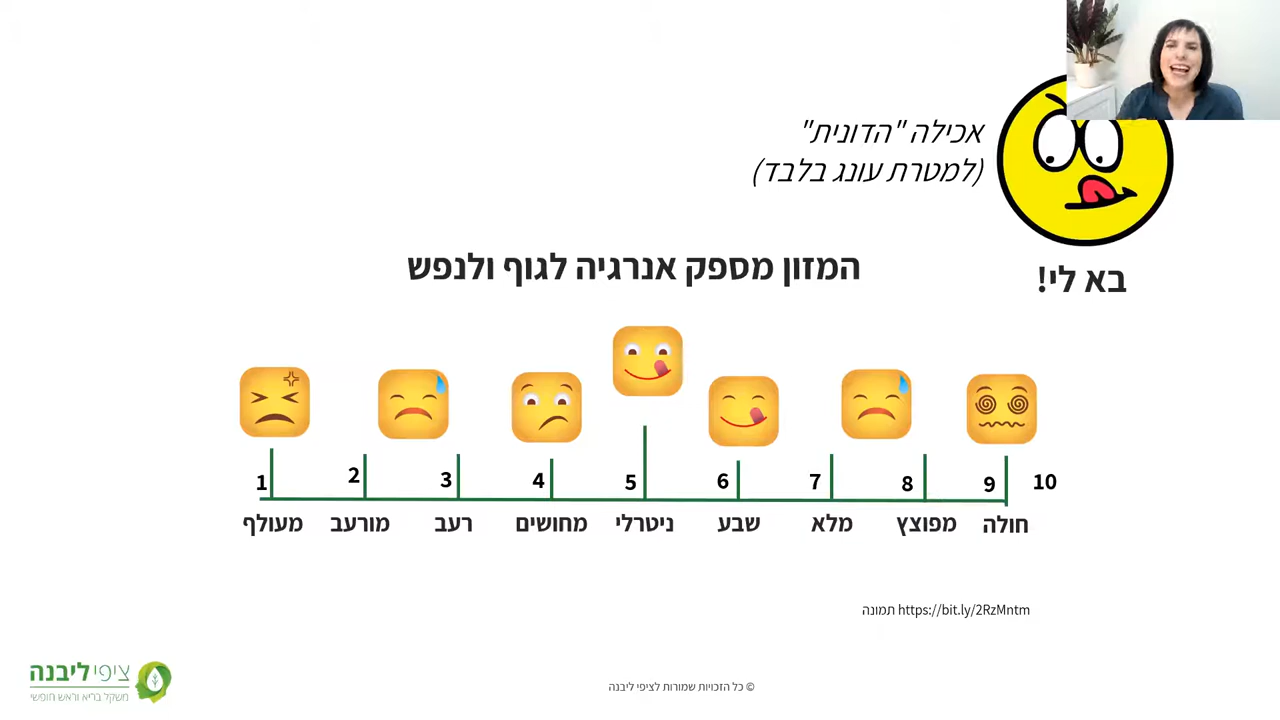 אכילה "הדונית"
(למטרת עונג בלבד)
בא לי!
המזון מספק אנרגיה לגוף ולנפש
1 2 3 4 5 6 7 8 9 10
מעולף מורעב רעב מחושים ניטרלי שבע מלא מפוצץ חולה
תמונה https://bit.ly/2RzMntm
ציפי ליבנה
משקל בריא וראש חופשי
© כל הזכויות שמורות לציפי ליבנה